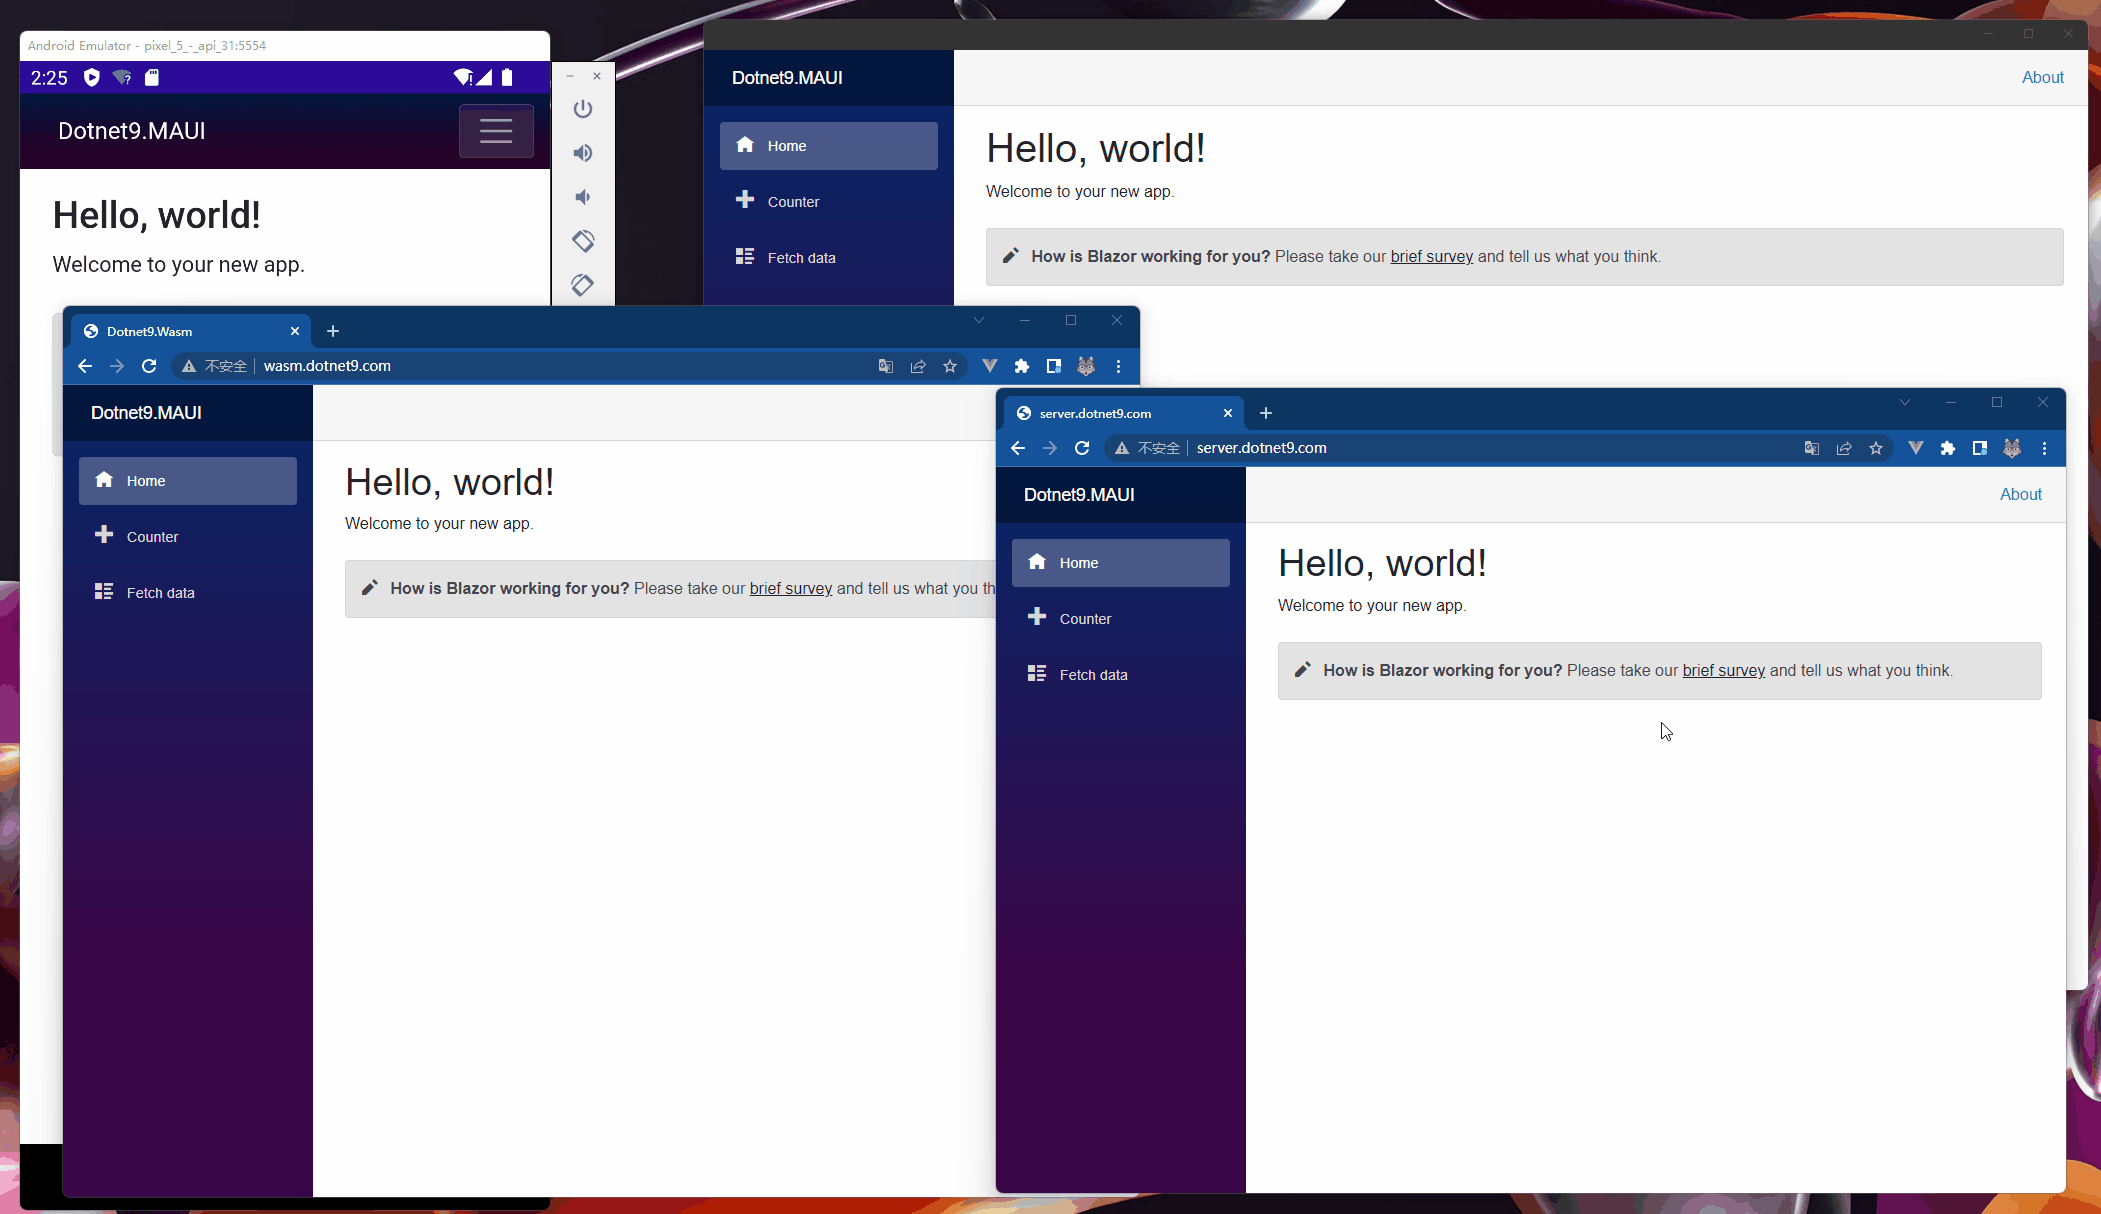 Android Emulator - pixel_5_-_api_31:5554
2:25
Dotnet9.MAUI
Hello, world!
Welcome to your new app.
Dotnet9.MAUI
About
Home
Counter
Fetch data
Hello, world!
Welcome to your new app.
How is Blazor working for you? Please take our brief survey and tell us what you think.
Dotnet9.Wasm
不安全 wasm.dotnet9.com
Dotnet9.MAUI
Home
Counter
Fetch data
Hello, world!
Welcome to your new app.
How is Blazor working for you? Please take our brief survey and tell us what you th
server.dotnet9.com
不安全 server.dotnet9.com
Dotnet9.MAUI
About
Home
Counter
Fetch data
Hello, world!
Welcome to your new app.
How is Blazor working for you? Please take our brief survey and tell us what you think.